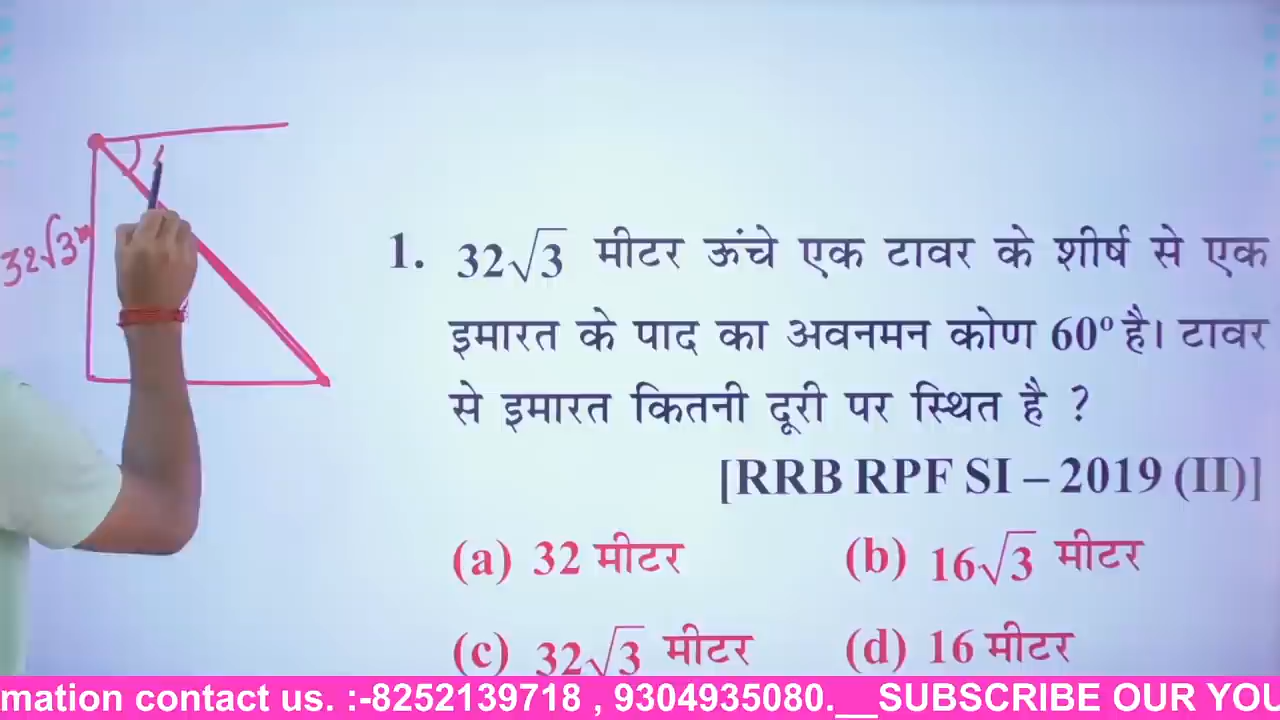 32√3 m
1. 32√3 मीटर ऊंचे एक टावर के शीर्ष से एक
इमारत के पाद का अवनमन कोण 60° है। टावर
से इमारत कितनी दूरी पर स्थित है ?
[RRB RPF SI – 2019 (II)]
(a) 32 मीटर (b) 16√3 मीटर
(c) 32√3 मीटर (d) 16 मीटर
mation contact us. :-8252139718 , 9304935080.__SUBSCRIBE OUR YOU